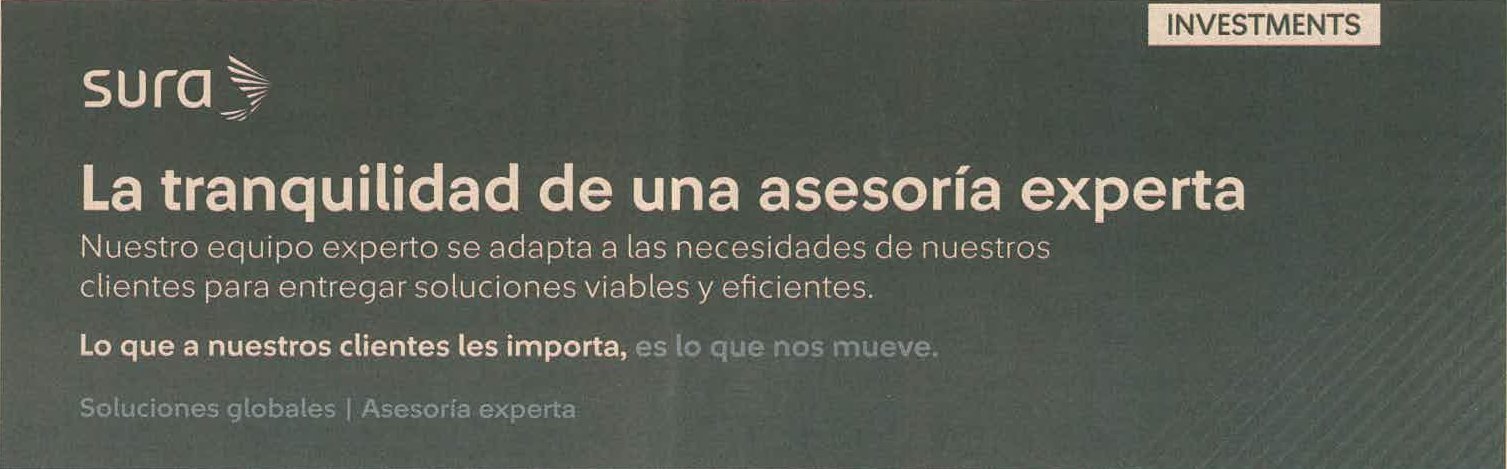 INVESTMENTS
sura
La tranquilidad de una asesoría experta
Nuestro equipo experto se adapta a las necesidades de nuestros
clientes para entregar soluciones viables y eficientes.
Lo que a nuestros clientes les importa, es lo que nos mueve.
Soluciones globales | Asesoría experta